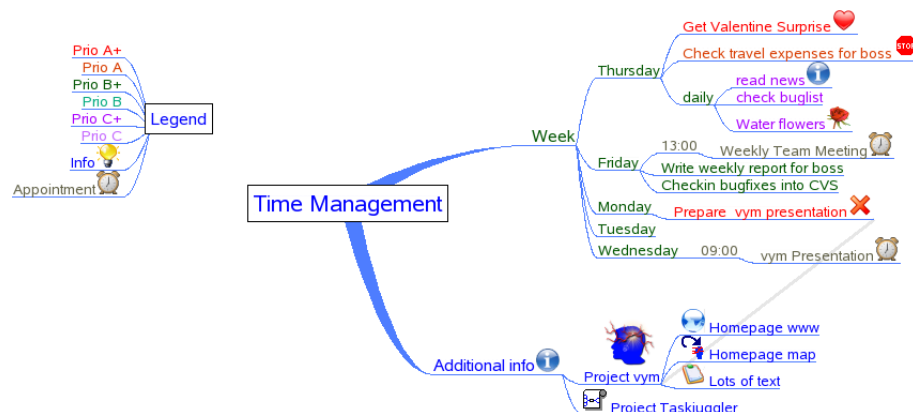 Prio A+
Prio A
Prio B+
Prio B
Prio C+
Prio C
Info
Appointment
Legend
Time Management
Week
Thursday
Get Valentine Surprise
Check travel expenses for boss
STOP
daily
read news
check buglist
Water flowers
Friday
13:00
Weekly Team Meeting
Write weekly report for boss
Checkin bugfixes into CVS
Monday
Prepare vym presentation
Tuesday
Wednesday
09:00
vym Presentation
Additional info
Project vym
Homepage www
Homepage map
Lots of text
Project Taskjuggler